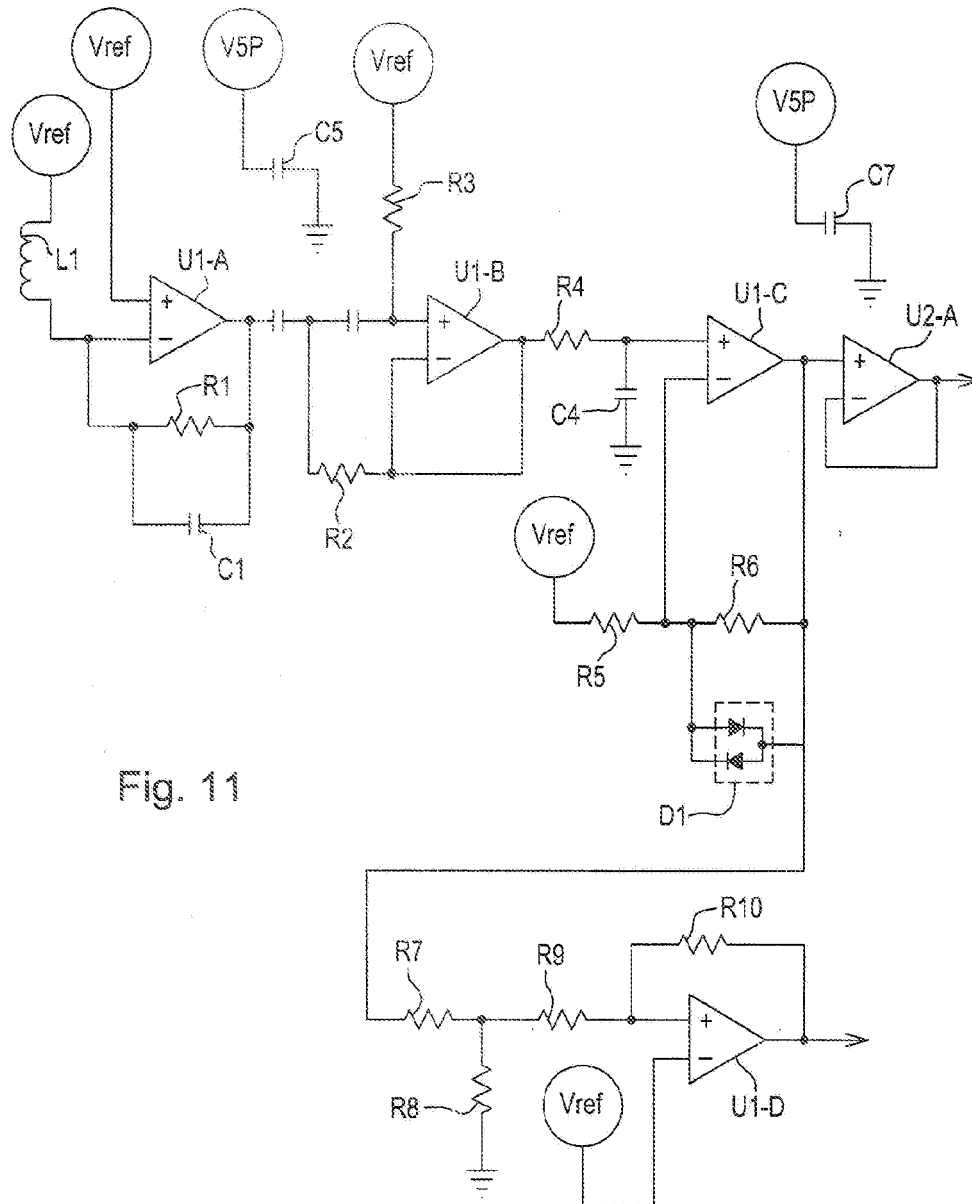 Vref
V5P
Vref
Vref
V5P
C5
R3
C7
L1
U1-A
U1-B
R4
U1-C
U2-A
+
−
+
−
+
−
+
−
R1
C4
R2
C1
Vref
R6
R5
D1
Fig. 11
R10
R7
R9
+
−
R8
Vref
U1-D